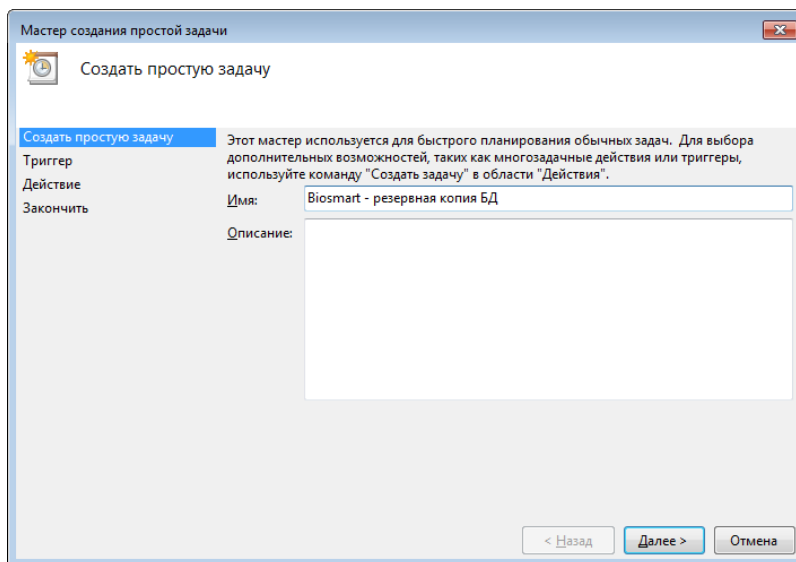 Мастер создания простой задачи
Создать простую задачу
Создать простую задачу
Триггер
Действие
Закончить
Этот мастер используется для быстрого планирования обычных задач. Для выбора
дополнительных возможностей, таких как многозадачные действия или триггеры,
используйте команду "Создать задачу" в области "Действия".
Имя: Biosmart - резервная копия БД
Описание:
< Назад Далее > Отмена